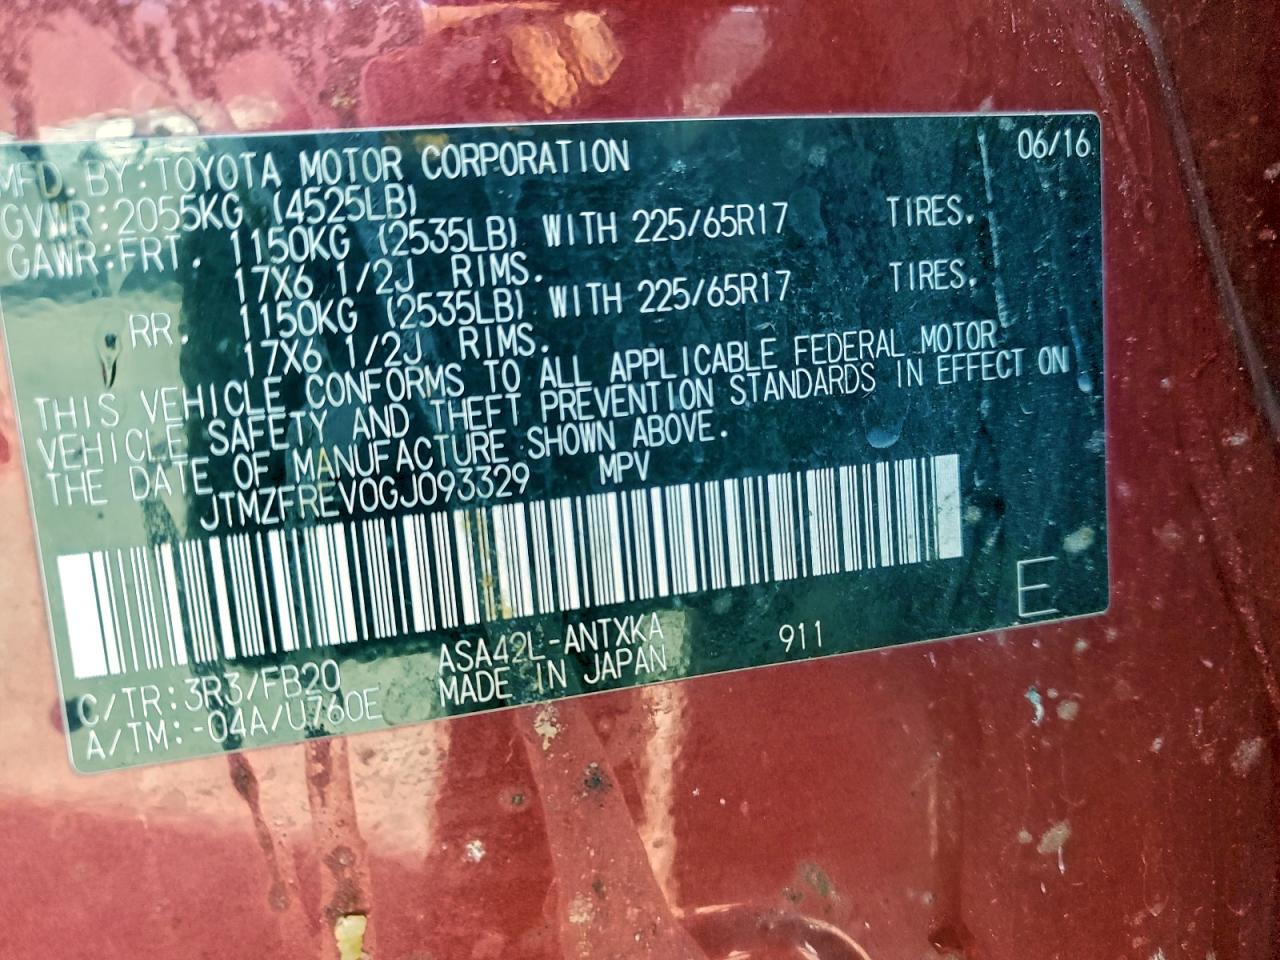 MFD. BY: TOYOTA MOTOR CORPORATION 06/16
GVWR: 2055KG (4525LB)
GAWR: FRT. 1150KG (2535LB) WITH 225/65R17 TIRES.
17X6 1/2J RIMS.
RR. 1150KG (2535LB) WITH 225/65R17 TIRES.
17X6 1/2J RIMS.
THIS VEHICLE CONFORMS TO ALL APPLICABLE FEDERAL MOTOR
VEHICLE SAFETY AND THEFT PREVENTION STANDARDS IN EFFECT ON
THE DATE OF MANUFACTURE SHOWN ABOVE.
JTMZFREV0GJ093329 MPV
E
C/TR: 3R3/FB20 ASA42L-ANTXKA 911
A/TM: -04A/U760E MADE IN JAPAN